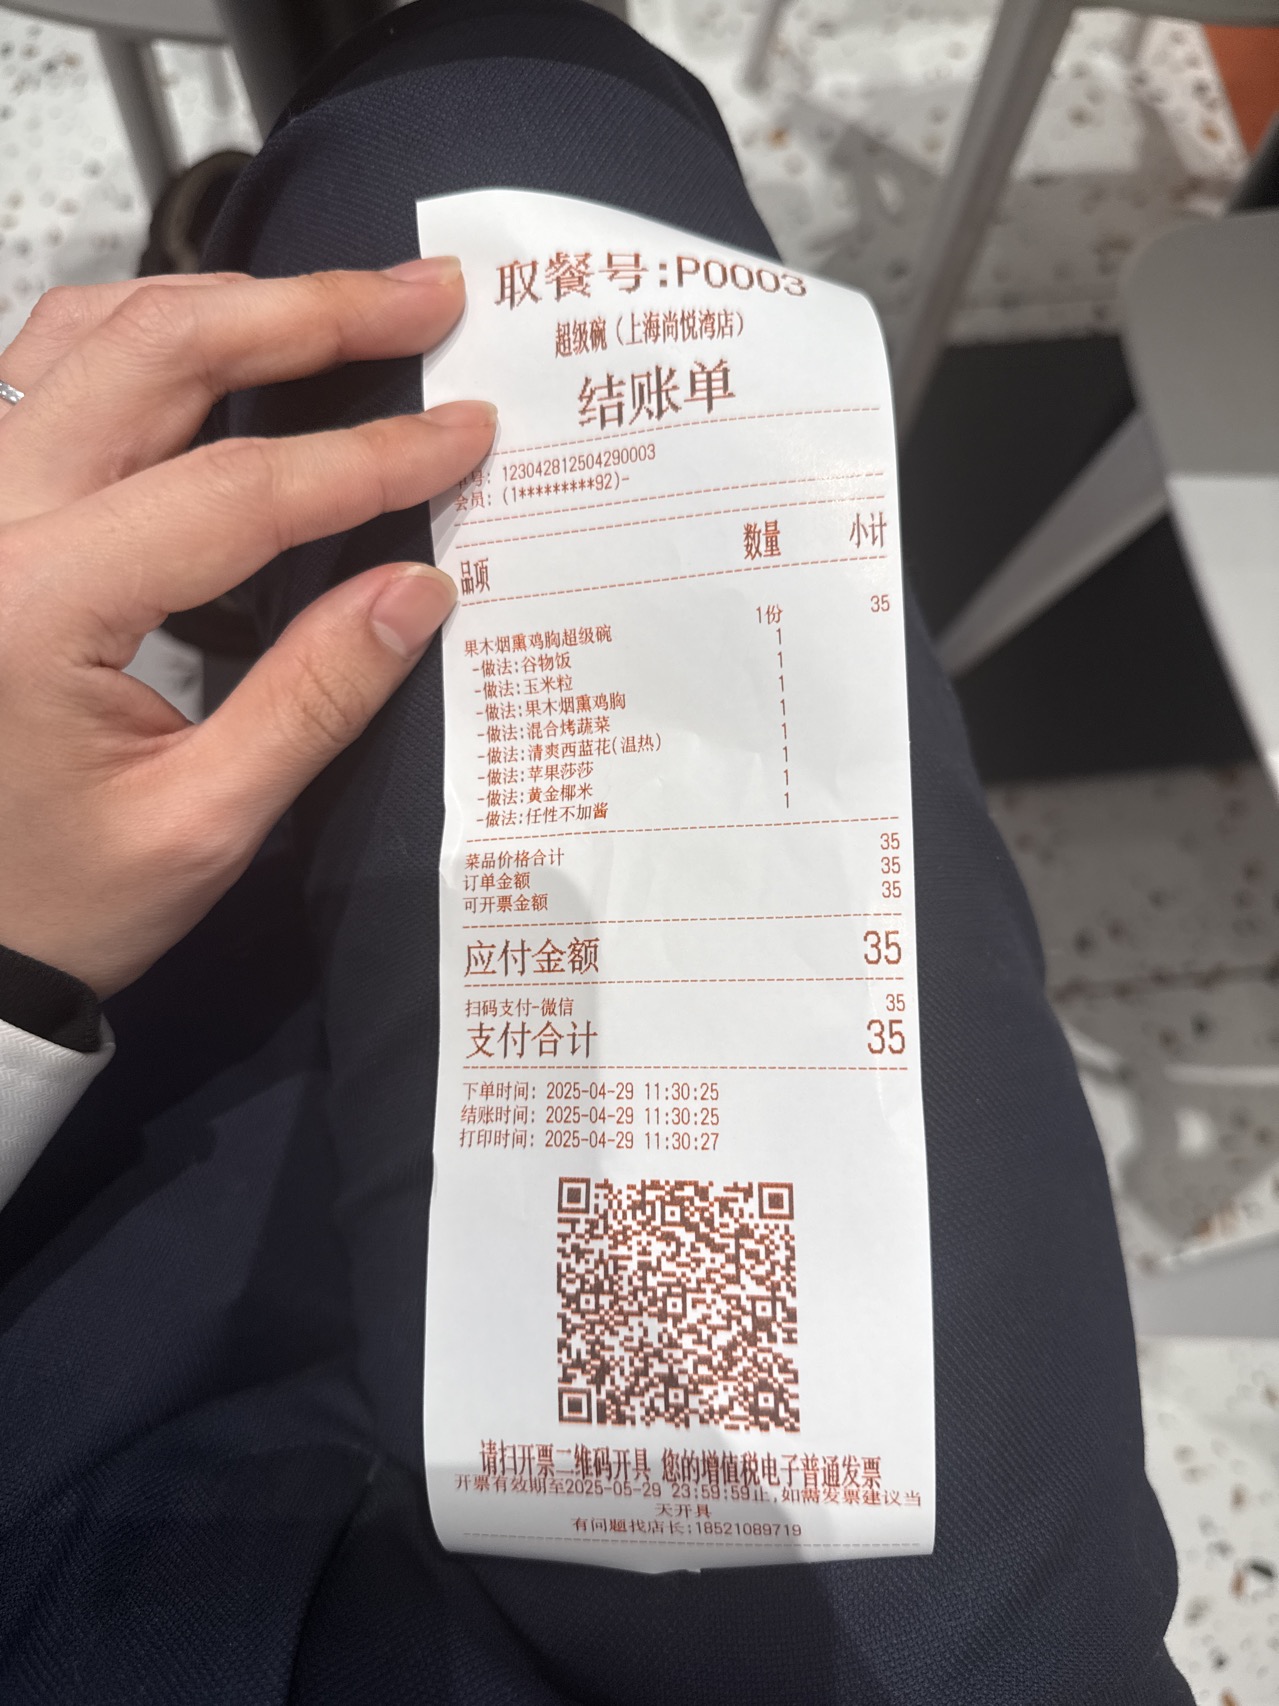 取餐号:P0003
超级碗（上海尚悦湾店）
结账单
单号: 123042812504290003
会员: (1*********92)-
品项 数量 小计
果木烟熏鸡胸超级碗 1份 35
-做法:谷物饭 1
-做法:玉米粒 1
-做法:果木烟熏鸡胸 1
-做法:混合烤蔬菜 1
-做法:清爽西蓝花(温热) 1
-做法:苹果莎莎 1
-做法:黄金椰米 1
-做法:任性不加酱 1
菜品价格合计 35
订单金额 35
可开票金额 35
应付金额 35
扫码支付-微信 35
支付合计 35
下单时间: 2025-04-29 11:30:25
结账时间: 2025-04-29 11:30:25
打印时间: 2025-04-29 11:30:27
请扫开票二维码开具 您的增值税电子普通发票
开票有效期至2025-05-29 23:59:59止,如需发票建议当
天开具
有问题找店长:18521089719